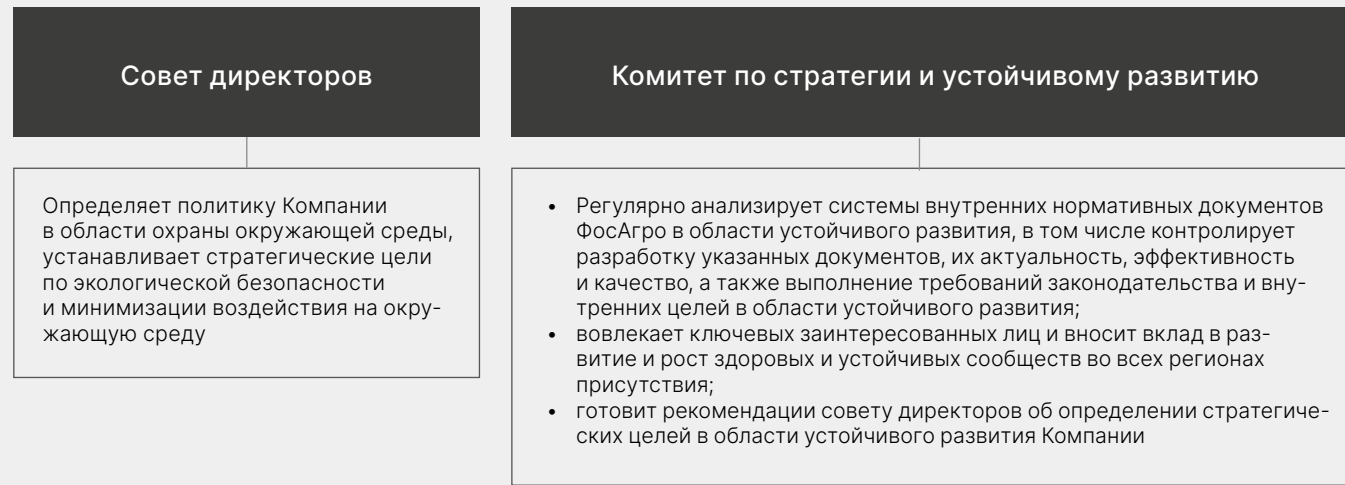 Совет директоров
Определяет политику Компании
в области охраны окружающей среды,
устанавливает стратегические цели
по экологической безопасности
и минимизации воздействия на окру-
жающую среду
Комитет по стратегии и устойчивому развитию
• Регулярно анализирует системы внутренних нормативных документов
ФосАгро в области устойчивого развития, в том числе контролирует
разработку указанных документов, их актуальность, эффективность
и качество, а также выполнение требований законодательства и вну-
тренних целей в области устойчивого развития;
• вовлекает ключевых заинтересованных лиц и вносит вклад в раз-
витие и рост здоровых и устойчивых сообществ во всех регионах
присутствия;
• готовит рекомендации совету директоров об определении стратегиче-
ских целей в области устойчивого развития Компании